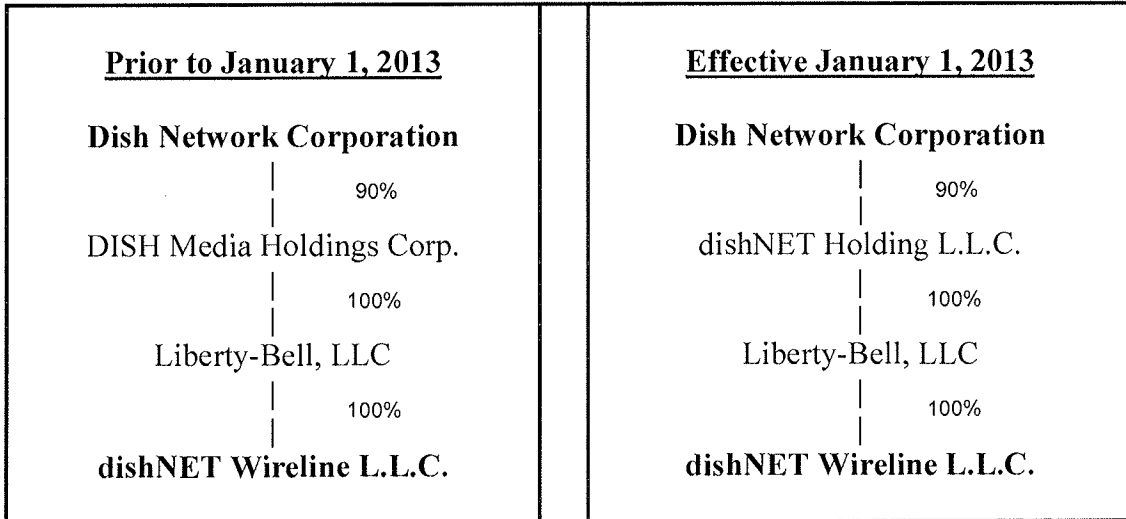 Prior to January 1, 2013
Dish Network Corporation
90%
DISH Media Holdings Corp.
100%
Liberty-Bell, LLC
100%
dishNET Wireline L.L.C.
Effective January 1, 2013
Dish Network Corporation
90%
dishNET Holding L.L.C.
100%
Liberty-Bell, LLC
100%
dishNET Wireline L.L.C.